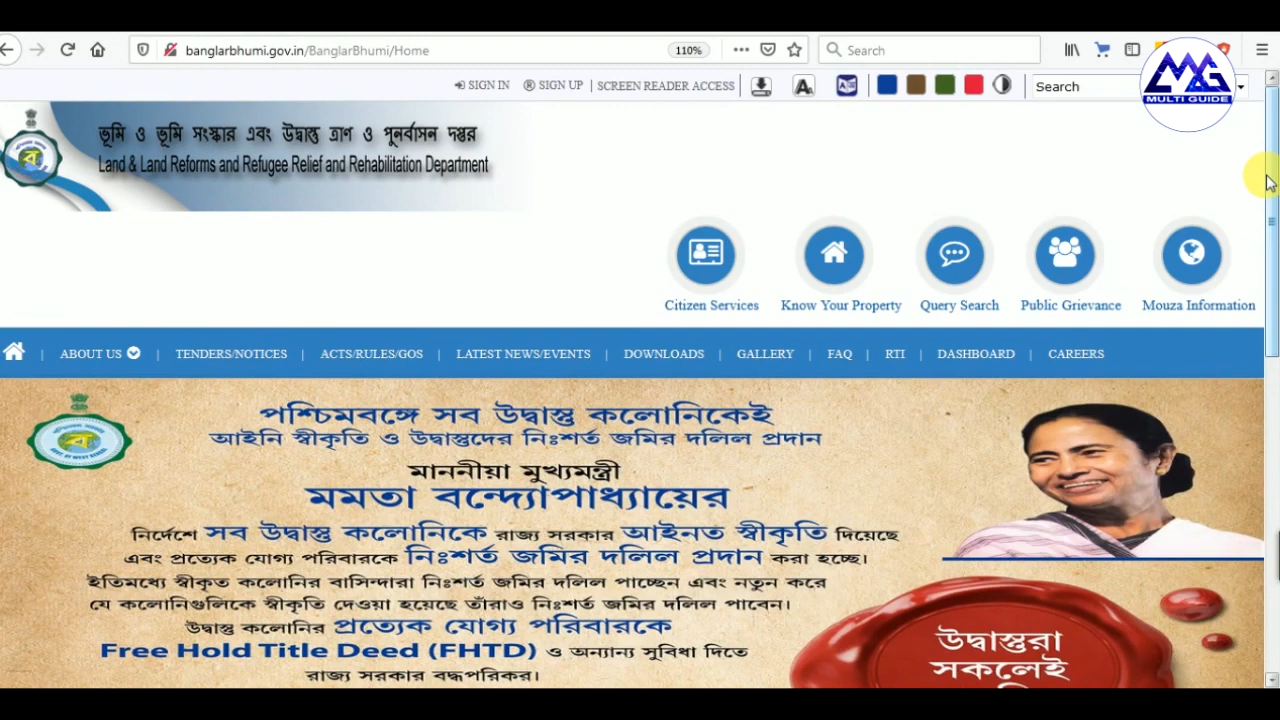 banglarbhumi.gov.in/BanglarBhumi/Home 110% Search
SIGN IN SIGN UP | SCREEN READER ACCESS A Search
MG
MULTI GUIDE
ভূমি ও ভূমি সংস্কার এবং উদ্বাস্তু ত্রাণ ও পুনর্বাসন দপ্তর
Land & Land Reforms and Refugee Relief and Rehabilitation Department
Citizen Services Know Your Property Query Search Public Grievance Mouza Information
ABOUT US | TENDERS/NOTICES | ACTS/RULES/GOS | LATEST NEWS/EVENTS | DOWNLOADS | GALLERY | FAQ | RTI | DASHBOARD | CAREERS
পশ্চিমবঙ্গে সব উদ্বাস্তু কলোনিকেই
আইনি স্বীকৃতি ও উদ্বাস্তুদের নিঃশর্ত জমির দলিল প্রদান
মাননীয়া মুখ্যমন্ত্রী
মমতা বন্দ্যোপাধ্যায়ের
নির্দেশে সব উদ্বাস্তু কলোনিকে রাজ্য সরকার আইনত স্বীকৃতি দিয়েছে
এবং প্রত্যেক যোগ্য পরিবারকে নিঃশর্ত জমির দলিল প্রদান করা হচ্ছে।
ইতিমধ্যে স্বীকৃত কলোনির বাসিন্দারা নিঃশর্ত জমির দলিল পাচ্ছেন এবং নতুন করে
যে কলোনিগুলিকে স্বীকৃতি দেওয়া হয়েছে তাঁরাও নিঃশর্ত জমির দলিল পাবেন।
উদ্বাস্তু কলোনির প্রত্যেক যোগ্য পরিবারকে
Free Hold Title Deed (FHTD) ও অন্যান্য সুবিধা দিতে
রাজ্য সরকার বদ্ধপরিকর।
উদ্বাস্তুরা
সকলেই